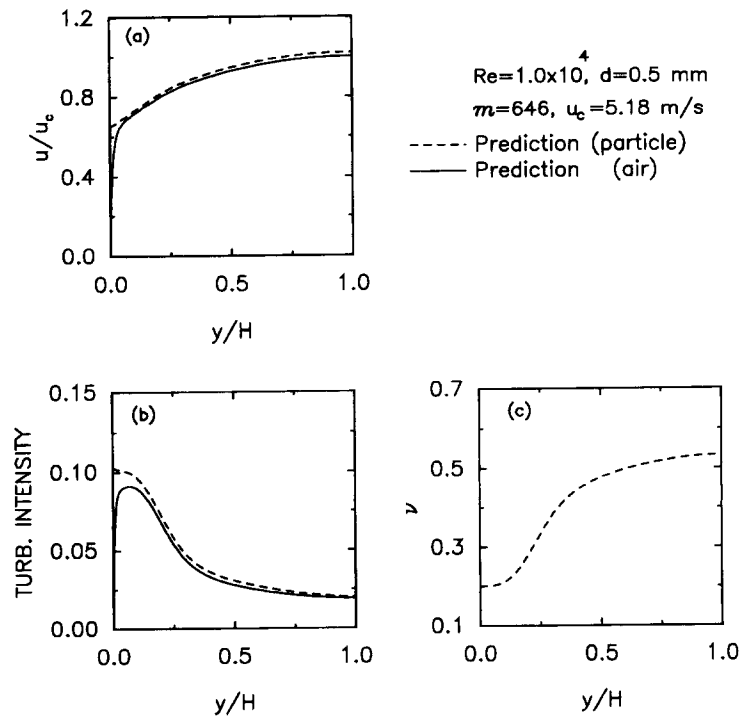 1.2
(a)
0.8
u/u_c
0.4
0.0
0.0 0.5 1.0
y/H
Re=1.0x10^4, d=0.5 mm
m=646, u_c=5.18 m/s
Prediction (particle)
Prediction (air)
0.15
(b)
0.10
TURB. INTENSITY
0.05
0.00
0.0 0.5 1.0
y/H
0.7
(c)
0.5
ν
0.3
0.1
0.0 0.5 1.0
y/H